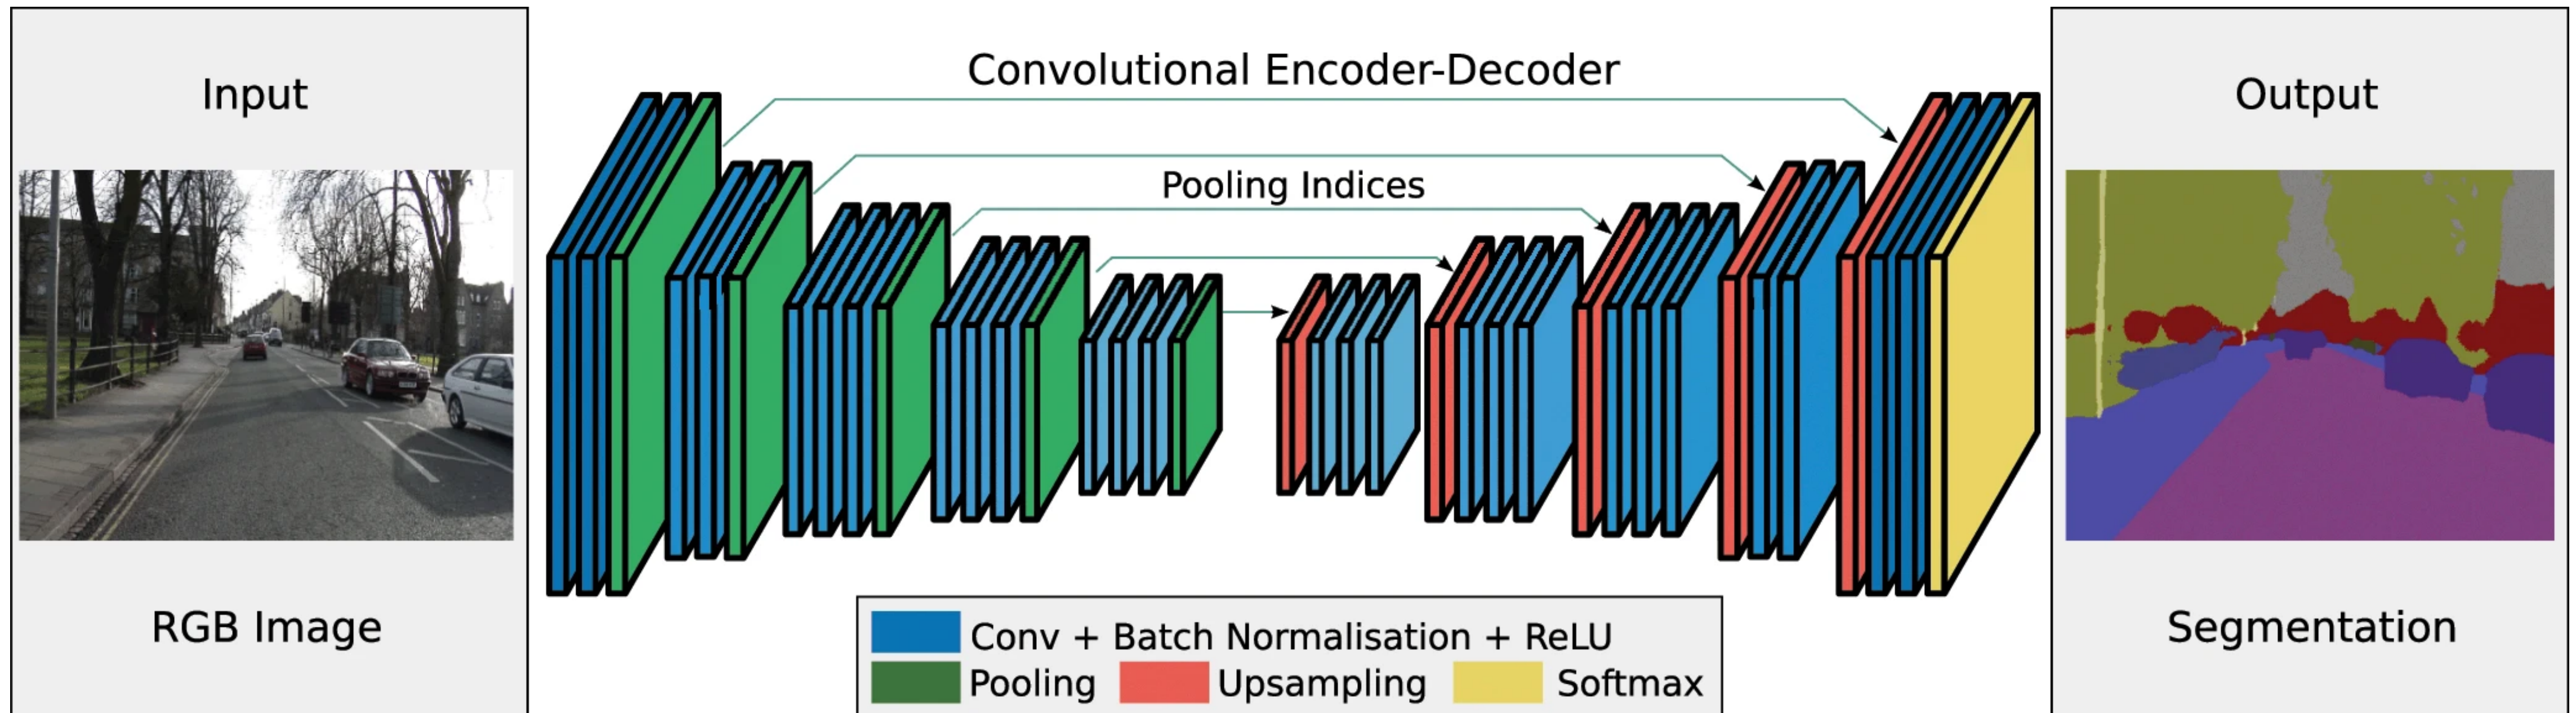 Input
RGB Image
Convolutional Encoder-Decoder
Pooling Indices
Conv + Batch Normalisation + ReLU
Pooling Upsampling Softmax
Output
Segmentation